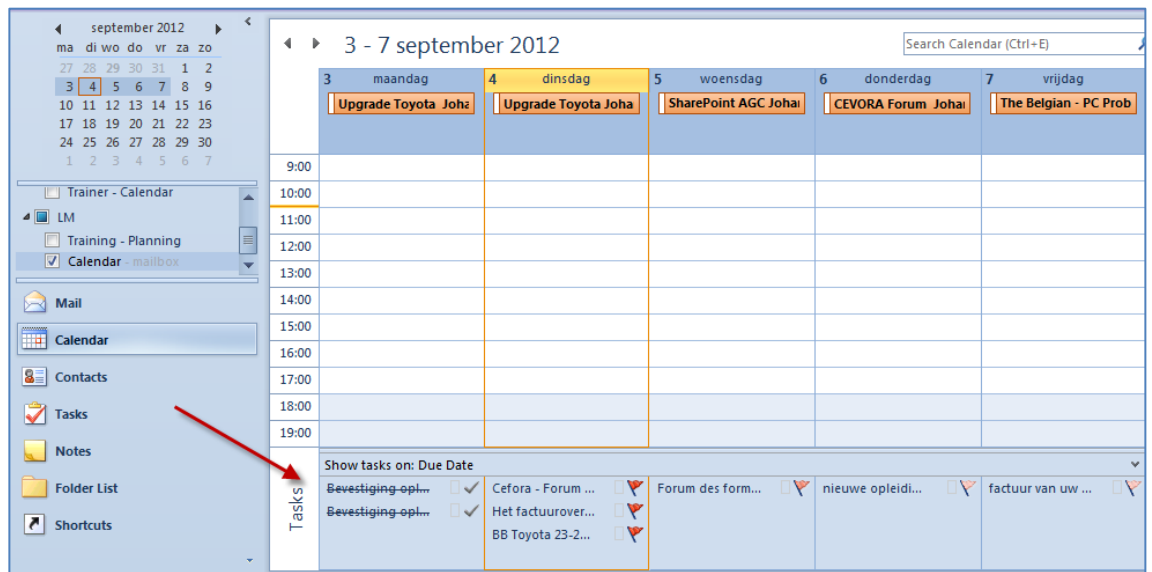 september 2012
ma di wo do vr za zo
27 28 29 30 31 1 2
3 4 5 6 7 8 9
10 11 12 13 14 15 16
17 18 19 20 21 22 23
24 25 26 27 28 29 30
1 2 3 4 5 6 7
Trainer - Calendar
LM
Training - Planning
Calendar - mailbox
Mail
Calendar
Contacts
Tasks
Notes
Folder List
Shortcuts
3 - 7 september 2012
Search Calendar (Ctrl+E)
3 maandag 4 dinsdag 5 woensdag 6 donderdag 7 vrijdag
Upgrade Toyota Joha Upgrade Toyota Joha SharePoint AGC Johan CEVORA Forum Johan The Belgian - PC Prob
9:00
10:00
11:00
12:00
13:00
14:00
15:00
16:00
17:00
18:00
19:00
Show tasks on: Due Date
Tasks
Bevestiging opl... Cefora - Forum ... Forum des form... nieuwe opleidi... factuur van uw ...
Bevestiging opl... Het factuurover...
BB Toyota 23-2...